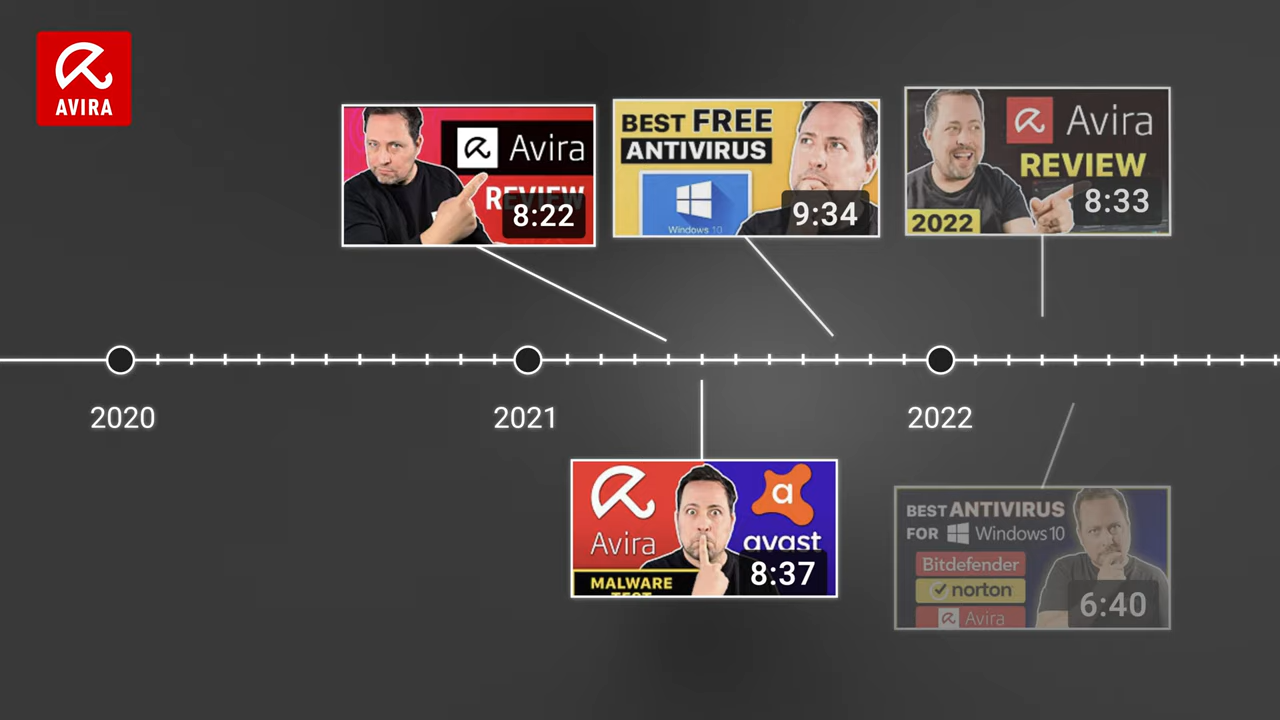 AVIRA
Avira
REVIEW
8:22
BEST FREE
ANTIVIRUS
Windows 10
9:34
Avira
REVIEW
2022
8:33
2020
2021
2022
Avira
avast
MALWARE
TEST
8:37
BEST ANTIVIRUS
FOR Windows 10
Bitdefender
norton
Avira
6:40